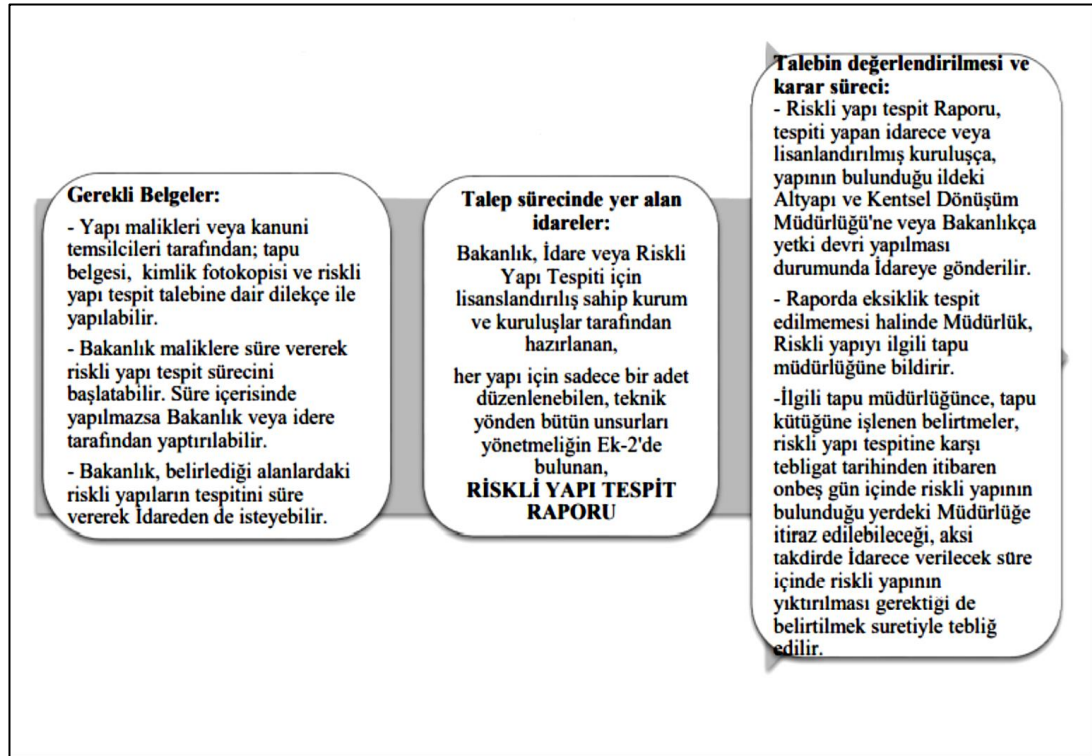 Gerekli Belgeler:
- Yapı malikleri veya kanuni
temsilcileri tarafından; tapu
belgesi, kimlik fotokopisi ve riskli
yapı tespit talebine dair dilekçe ile
yapılabilir.
- Bakanlık maliklere süre vererek
riskli yapı tespit sürecini
başlatabilir. Süre içerisinde
yapılmazsa Bakanlık veya idere
tarafından yaptırılabilir.
- Bakanlık, belirlediği alanlardaki
riskli yapıların tespitini süre
vererek İdareden de isteyebilir.
Talep sürecinde yer alan
idareler:
Bakanlık, İdare veya Riskli
Yapı Tespiti için
lisanslandırılış sahip kurum
ve kuruluşlar tarafından
hazırlanan,
her yapı için sadece bir adet
düzenlenebilen, teknik
yönden bütün unsurları
yönetmeliğin Ek-2'de
bulunan,
RİSKLİ YAPI TESPİT
RAPORU
Talebin değerlendirilmesi ve
karar süreci:
- Riskli yapı tespit Raporu,
tespiti yapan idarece veya
lisanlandırılmış kuruluşça,
yapının bulunduğu ildeki
Altyapı ve Kentsel Dönüşüm
Müdürlüğü'ne veya Bakanlıkça
yetki devri yapılması
durumunda İdareye gönderilir.
- Raporda eksiklik tespit
edilmemesi halinde Müdürlük,
Riskli yapıyı ilgili tapu
müdürlüğüne bildirir.
-İlgili tapu müdürlüğünce, tapu
kütüğüne işlenen belirtmeler,
riskli yapı tespitine karşı
tebligat tarihinden itibaren
onbeş gün içinde riskli yapının
bulunduğu yerdeki Müdürlüğe
itiraz edilebileceği, aksi
takdirde İdarece verilecek süre
içinde riskli yapının
yıktırılması gerektiği de
belirtilmek suretiyle tebliğ
edilir.